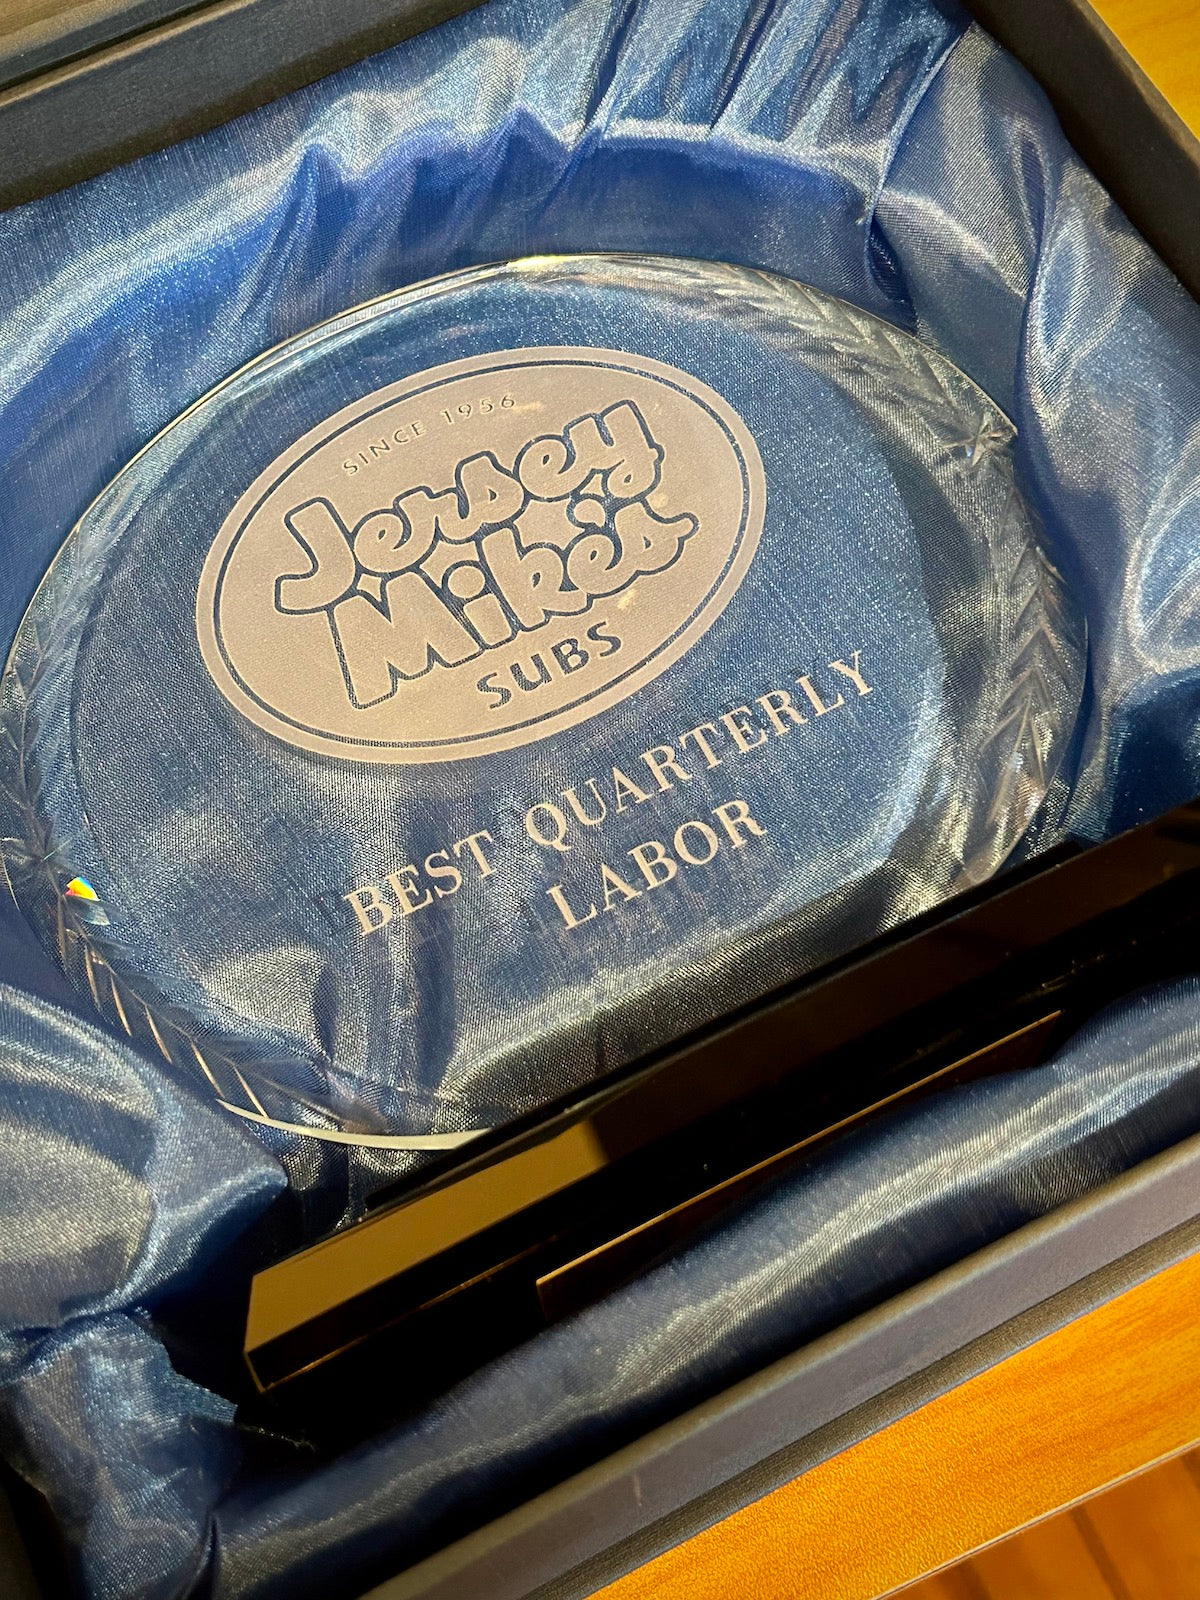 SINCE 1956
Jersey
Mike's
SUBS
BEST QUARTERLY
LABOR